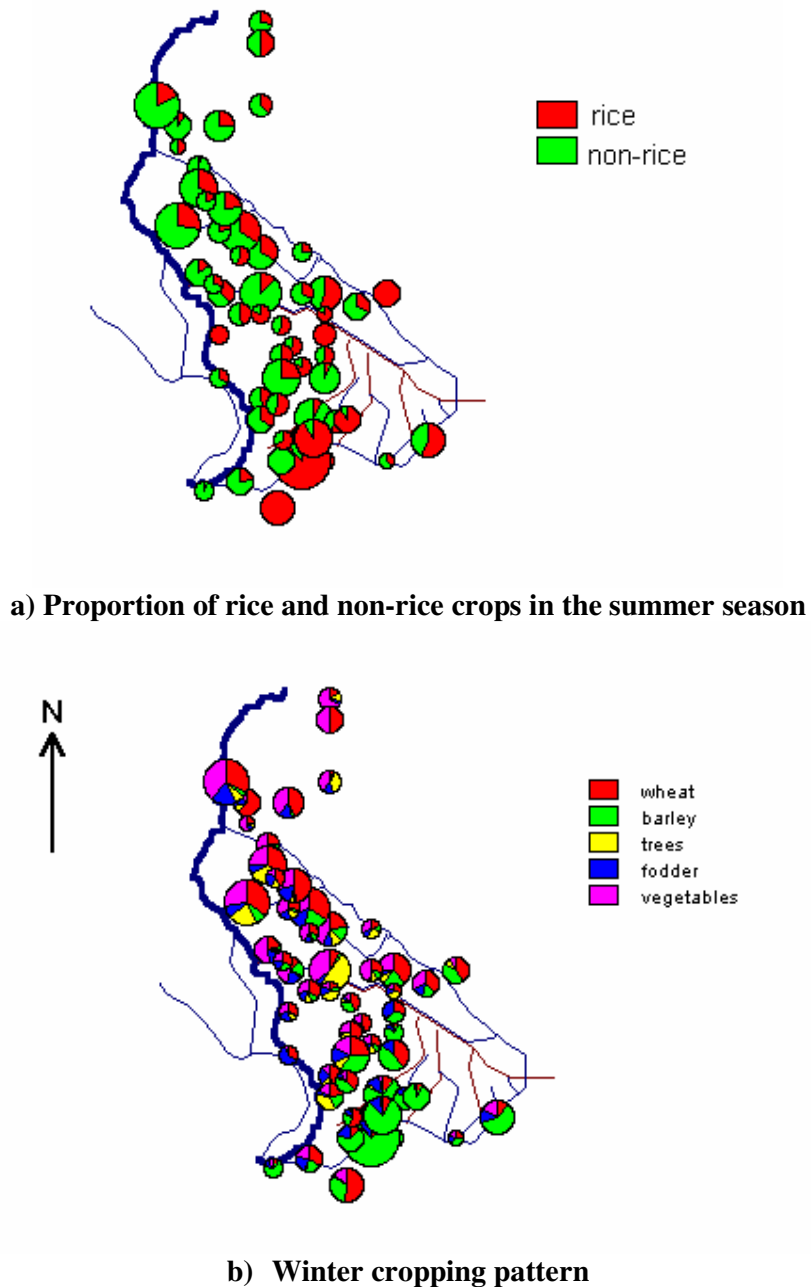 rice
non-rice
a) Proportion of rice and non-rice crops in the summer season
N
wheat
barley
trees
fodder
vegetables
b) Winter cropping pattern